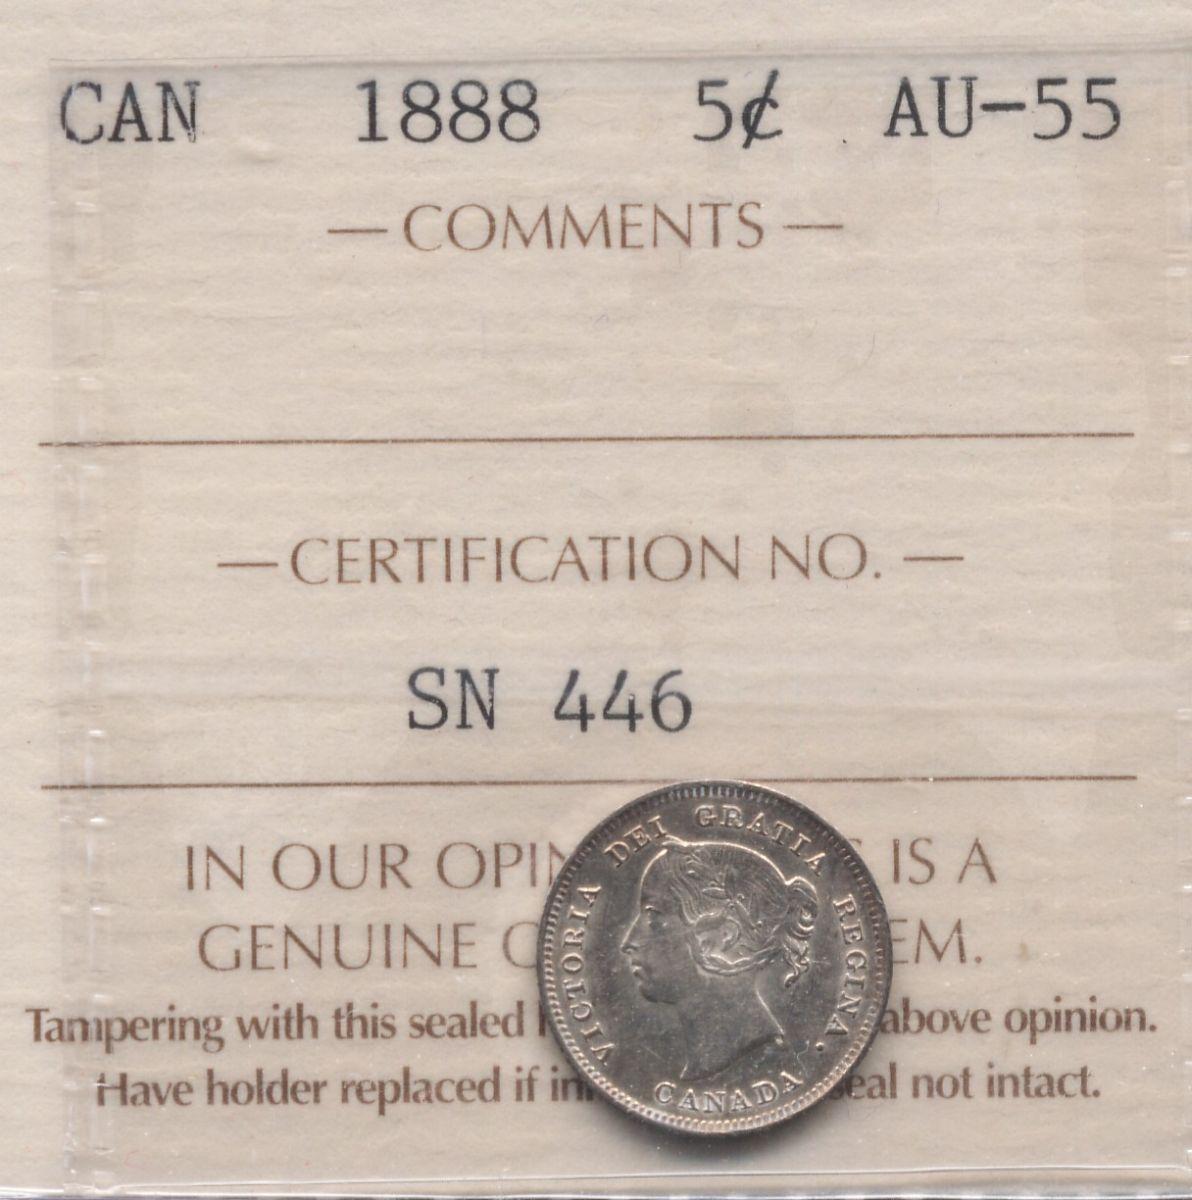 CAN 1888 5¢ AU-55
— COMMENTS —
— CERTIFICATION NO. —
SN 446
IN OUR OPIN S IS A
GENUINE EM.
Tampering with this sealed above opinion.
Have holder replaced if seal not intact.
VICTORIA DEI GRATIA REGINA.
CANADA